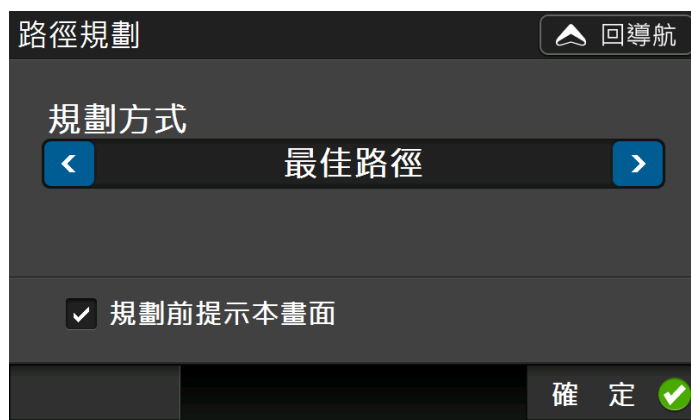 路徑規劃
回導航
規劃方式
最佳路徑
規劃前提示本畫面
確 定